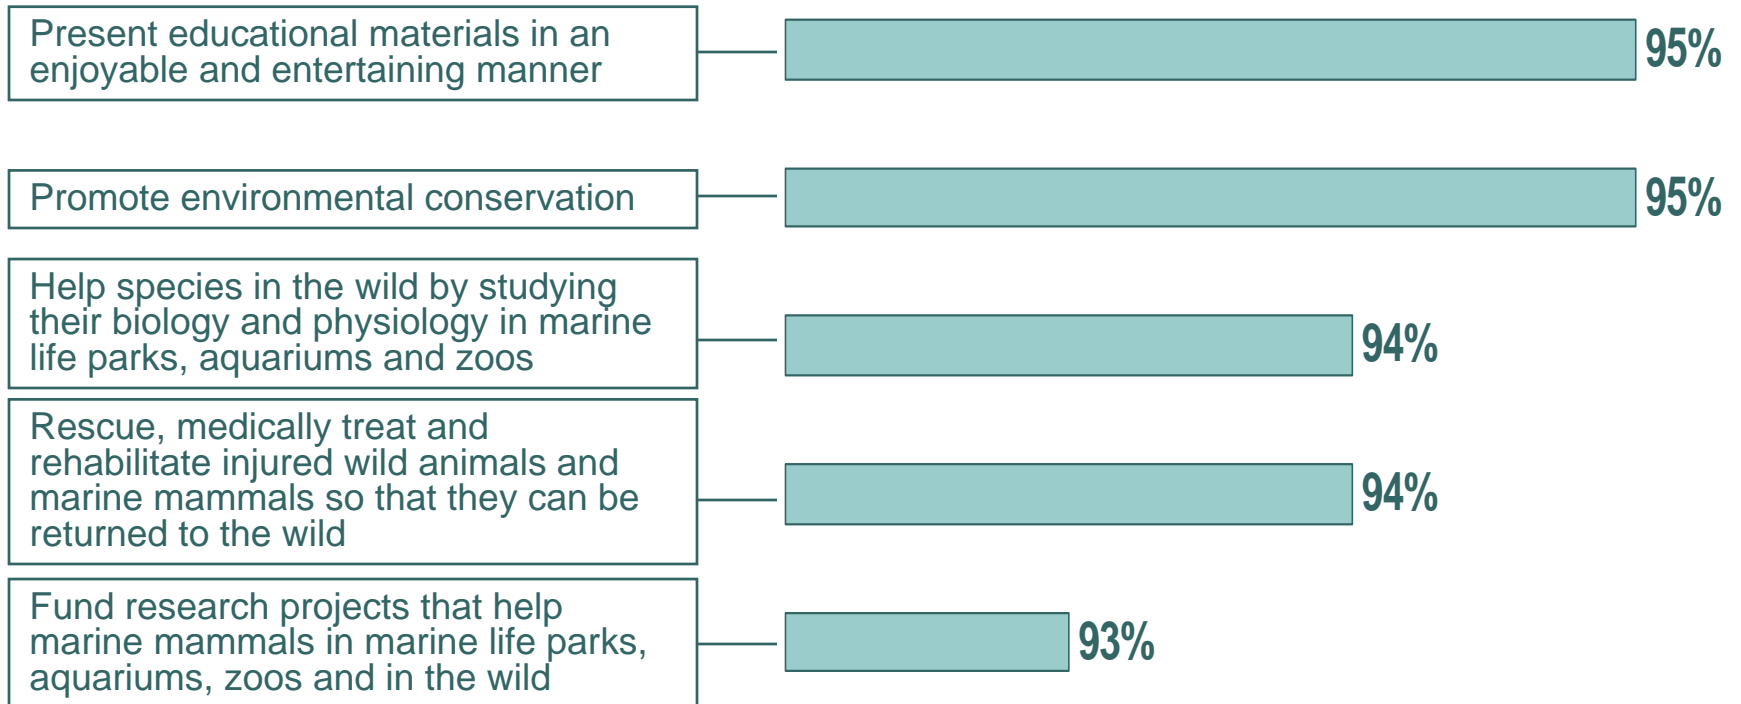 Present educational materials in an
enjoyable and entertaining manner
95%
Promote environmental conservation
95%
Help species in the wild by studying
their biology and physiology in marine
life parks, aquariums and zoos
94%
Rescue, medically treat and
rehabilitate injured wild animals and
marine mammals so that they can be
returned to the wild
94%
Fund research projects that help
marine mammals in marine life parks,
aquariums, zoos and in the wild
93%